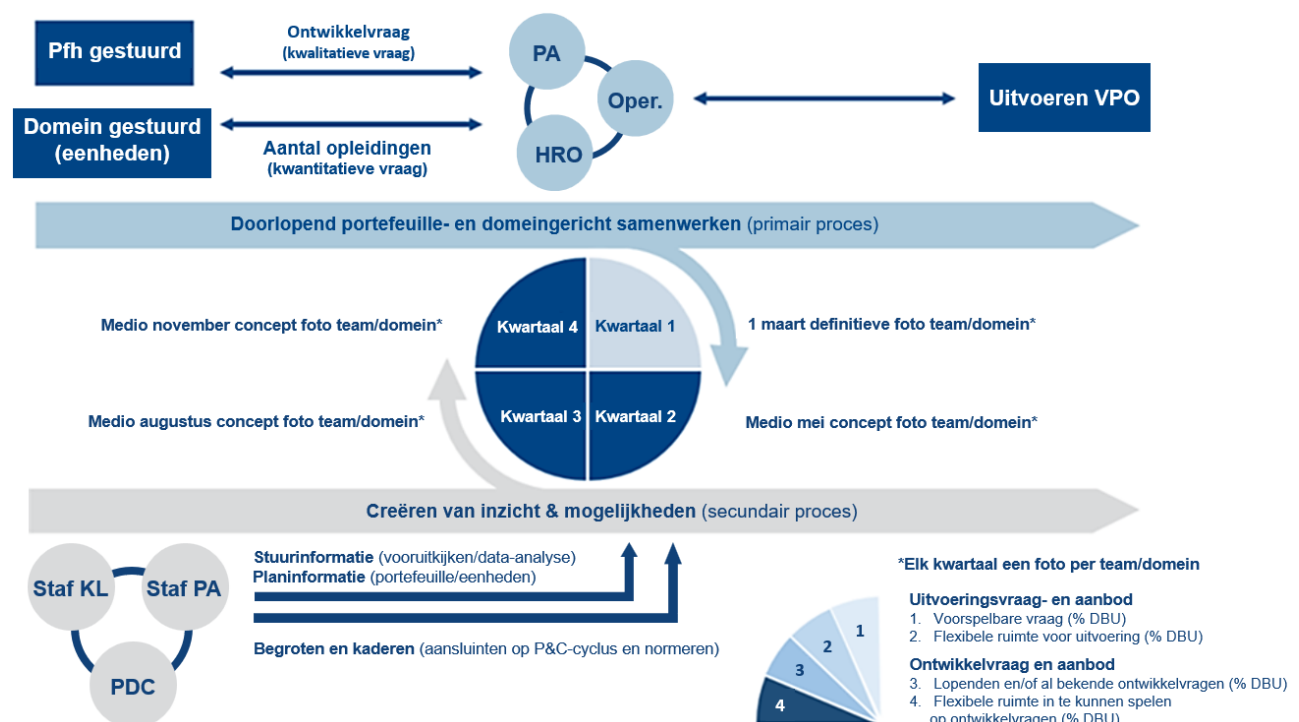 Pfh gestuurd
Ontwikkelvraag
(kwalitatieve vraag)
PA
Oper.
HRO
Uitvoeren VPO
Domein gestuurd
(eenheden)
Aantal opleidingen
(kwantitatieve vraag)
Doorlopend portefeuille- en domeingericht samenwerken (primair proces)
Medio november concept foto team/domein*
Kwartaal 4
Kwartaal 1
1 maart definitieve foto team/domein*
Medio augustus concept foto team/domein*
Kwartaal 3
Kwartaal 2
Medio mei concept foto team/domein*
Creëren van inzicht & mogelijkheden (secundair proces)
Staf KL
Staf PA
PDC
Stuurinformatie (vooruitkijken/data-analyse)
Planinformatie (portefeuille/eenheden)
Begroten en kaderen (aansluinten op P&C-cyclus en normeren)
1
2
3
4
*Elk kwartaal een foto per team/domein
Uitvoeringsvraag- en aanbod
1. Voorspelbare vraag (% DBU)
2. Flexibele ruimte voor uitvoering (% DBU)
Ontwikkelvraag en aanbod
3. Lopenden en/of al bekende ontwikkelvragen (% DBU)
4. Flexibele ruimte in te kunnen spelen
op ontwikkelvragen (% DBU)